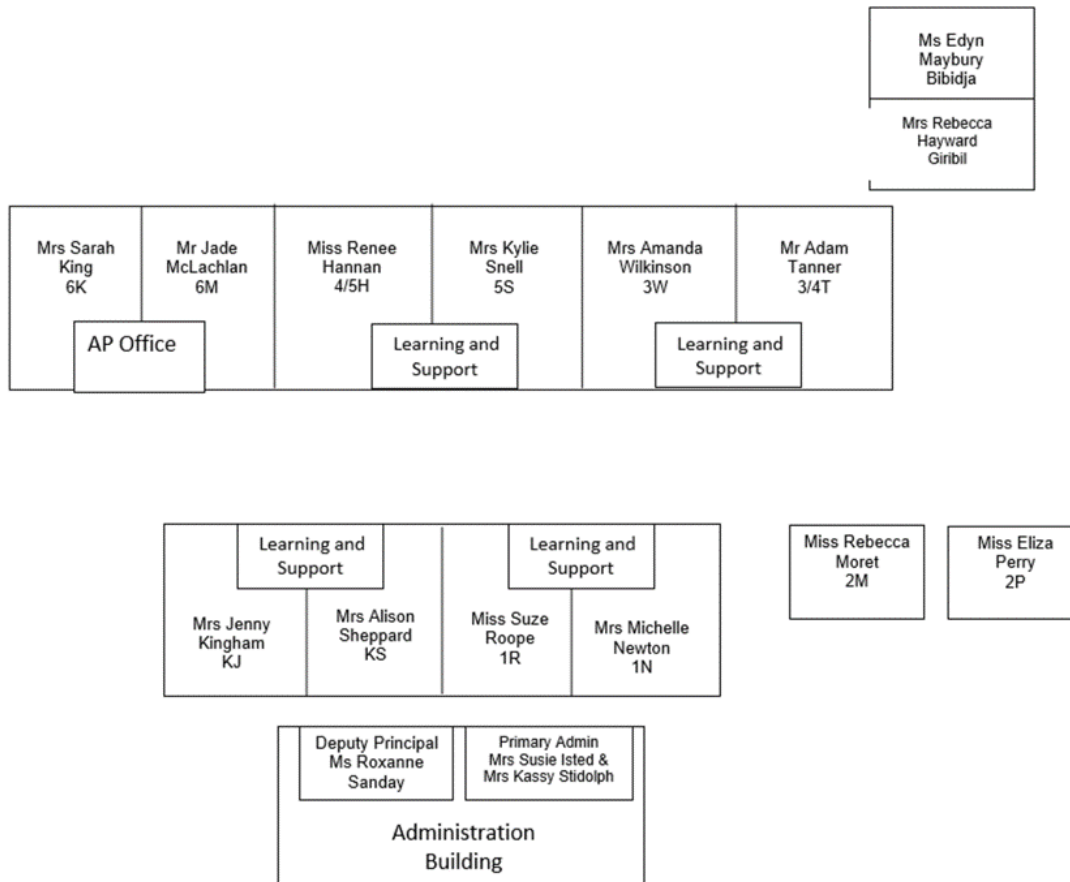 Ms Edyn
Maybury
Bibidja
Mrs Rebecca
Hayward
Giribil
Mrs Sarah
King
6K
Mr Jade
McLachlan
6M
Miss Renee
Hannan
4/5H
Mrs Kylie
Snell
5S
Mrs Amanda
Wilkinson
3W
Mr Adam
Tanner
3/4T
AP Office
Learning and
Support
Learning and
Support
Learning and
Support
Learning and
Support
Mrs Jenny
Kingham
KJ
Mrs Alison
Sheppard
KS
Miss Suze
Roope
1R
Mrs Michelle
Newton
1N
Miss Rebecca
Moret
2M
Miss Eliza
Perry
2P
Deputy Principal
Ms Roxanne
Sanday
Primary Admin
Mrs Susie Isted &
Mrs Kassy Stidolph
Administration
Building